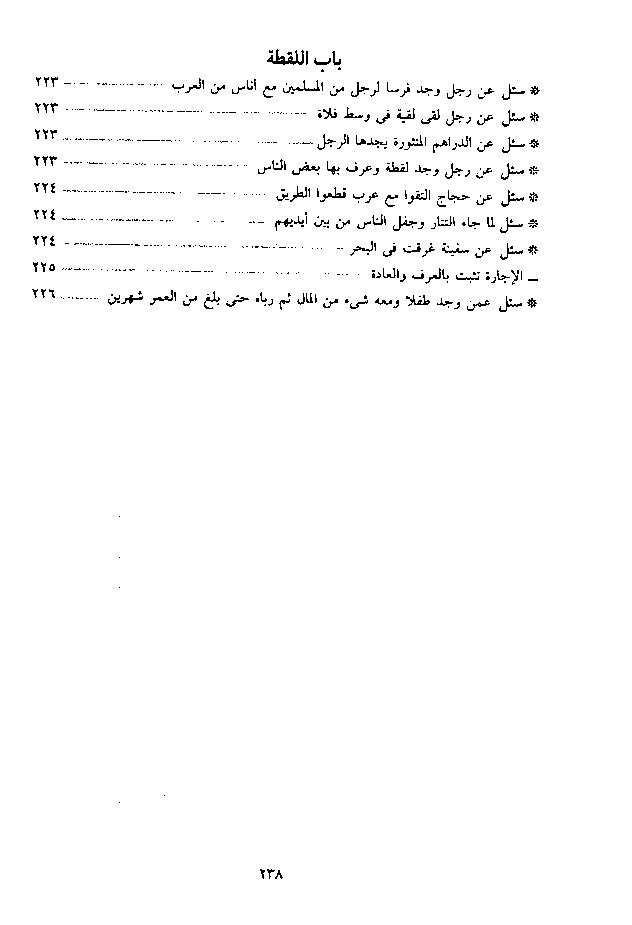 باب اللقطة
* سئل عن رجل وجد فرسا لرجل من المسلمين مع أناس من العرب ٢٢٣
* سئل عن رجل لقى لقية فى وسط فلاة ٢٢٣
* سئل عن الدراهم المنثورة يجدها الرجل ٢٢٣
* سئل عن رجل وجد لقطة وعرف بها بعض الناس ٢٢٣
* سئل عن حجاج التقوا مع عرب قطعوا الطريق ٢٢٤
* سئل لما جاء التتار وجفل الناس من بين أيديهم ٢٢٤
* سئل عن سفينة غرقت فى البحر ٢٢٤
ـ الإجارة تثبت بالعرف والعادة ٢٢٥
* سئل عمن وجد طفلا ومعه شىء من المال ثم رباه حتى بلغ من العمر شهرين ٢٢٦
٢٣٨